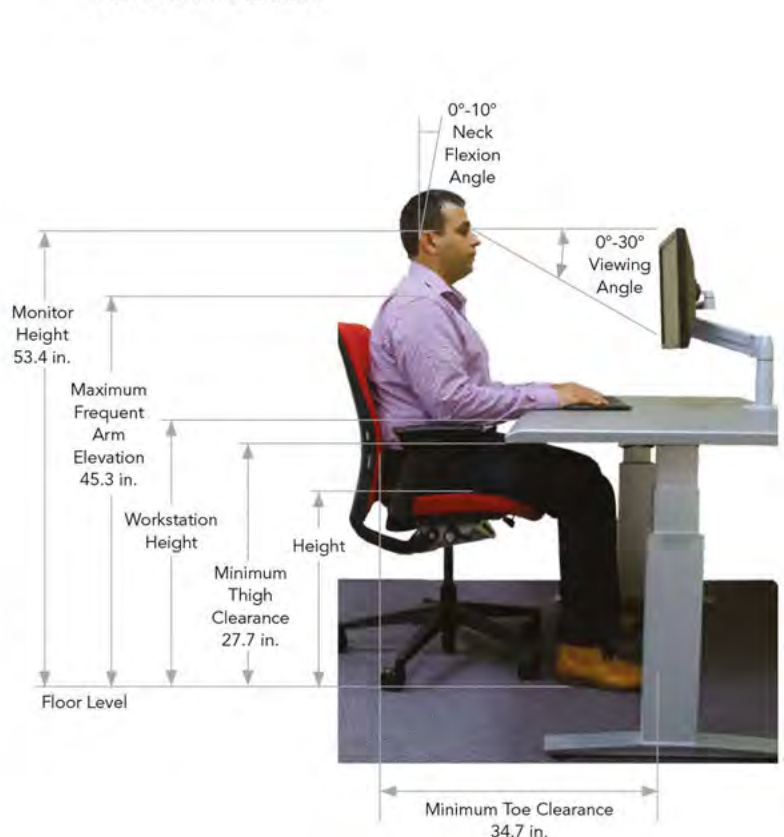 0°-10°
Neck
Flexion
Angle
0°-30°
Viewing
Angle
Monitor
Height
53.4 in.
Maximum
Frequent
Arm
Elevation
45.3 in.
Workstation
Height
Height
Minimum
Thigh
Clearance
27.7 in.
Floor Level
Minimum Toe Clearance
34.7 in.